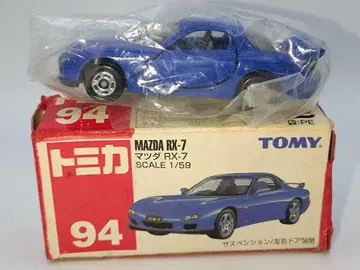 94
トミカ
MAZDA RX-7
マツダ RX-7
SCALE 1/59
TOMY
94
サスペンション/左右ドア開閉